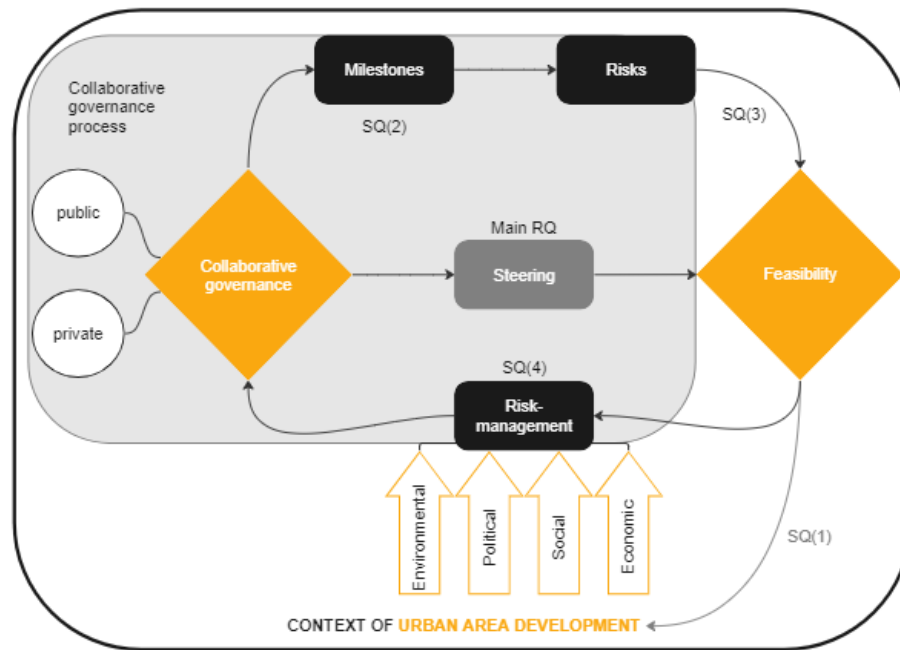 Milestones
Risks
Collaborative
governance
process
SQ(2)
SQ(3)
public
Main RQ
Collaborative
governance
Steering
Feasibility
private
SQ(4)
Risk-
management
Environmental
Political
Social
Economic
SQ(1)
CONTEXT OF URBAN AREA DEVELOPMENT